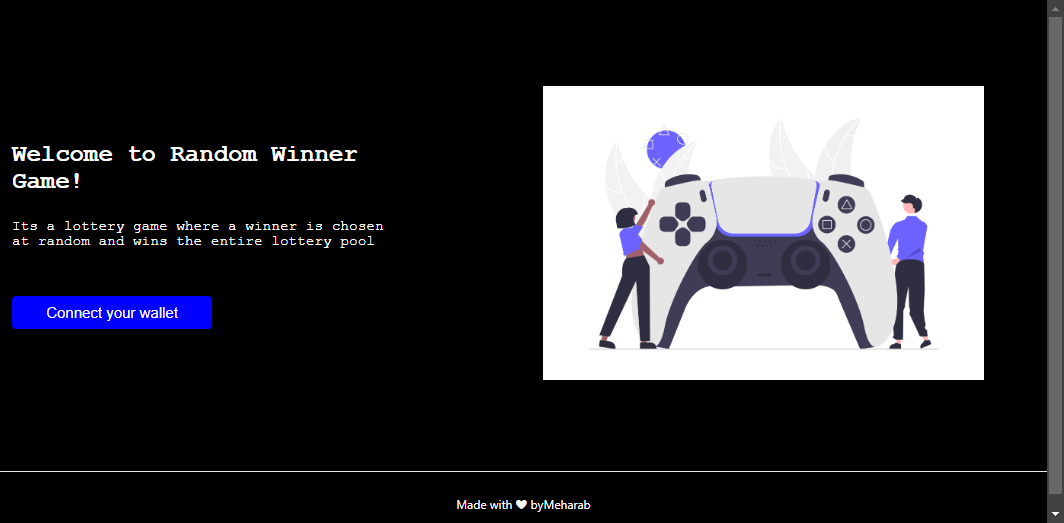 Welcome to Random Winner
Game!
Its a lottery game where a winner is chosen
at random and wins the entire lottery pool
Connect your wallet
Made with ❤ byMeharab